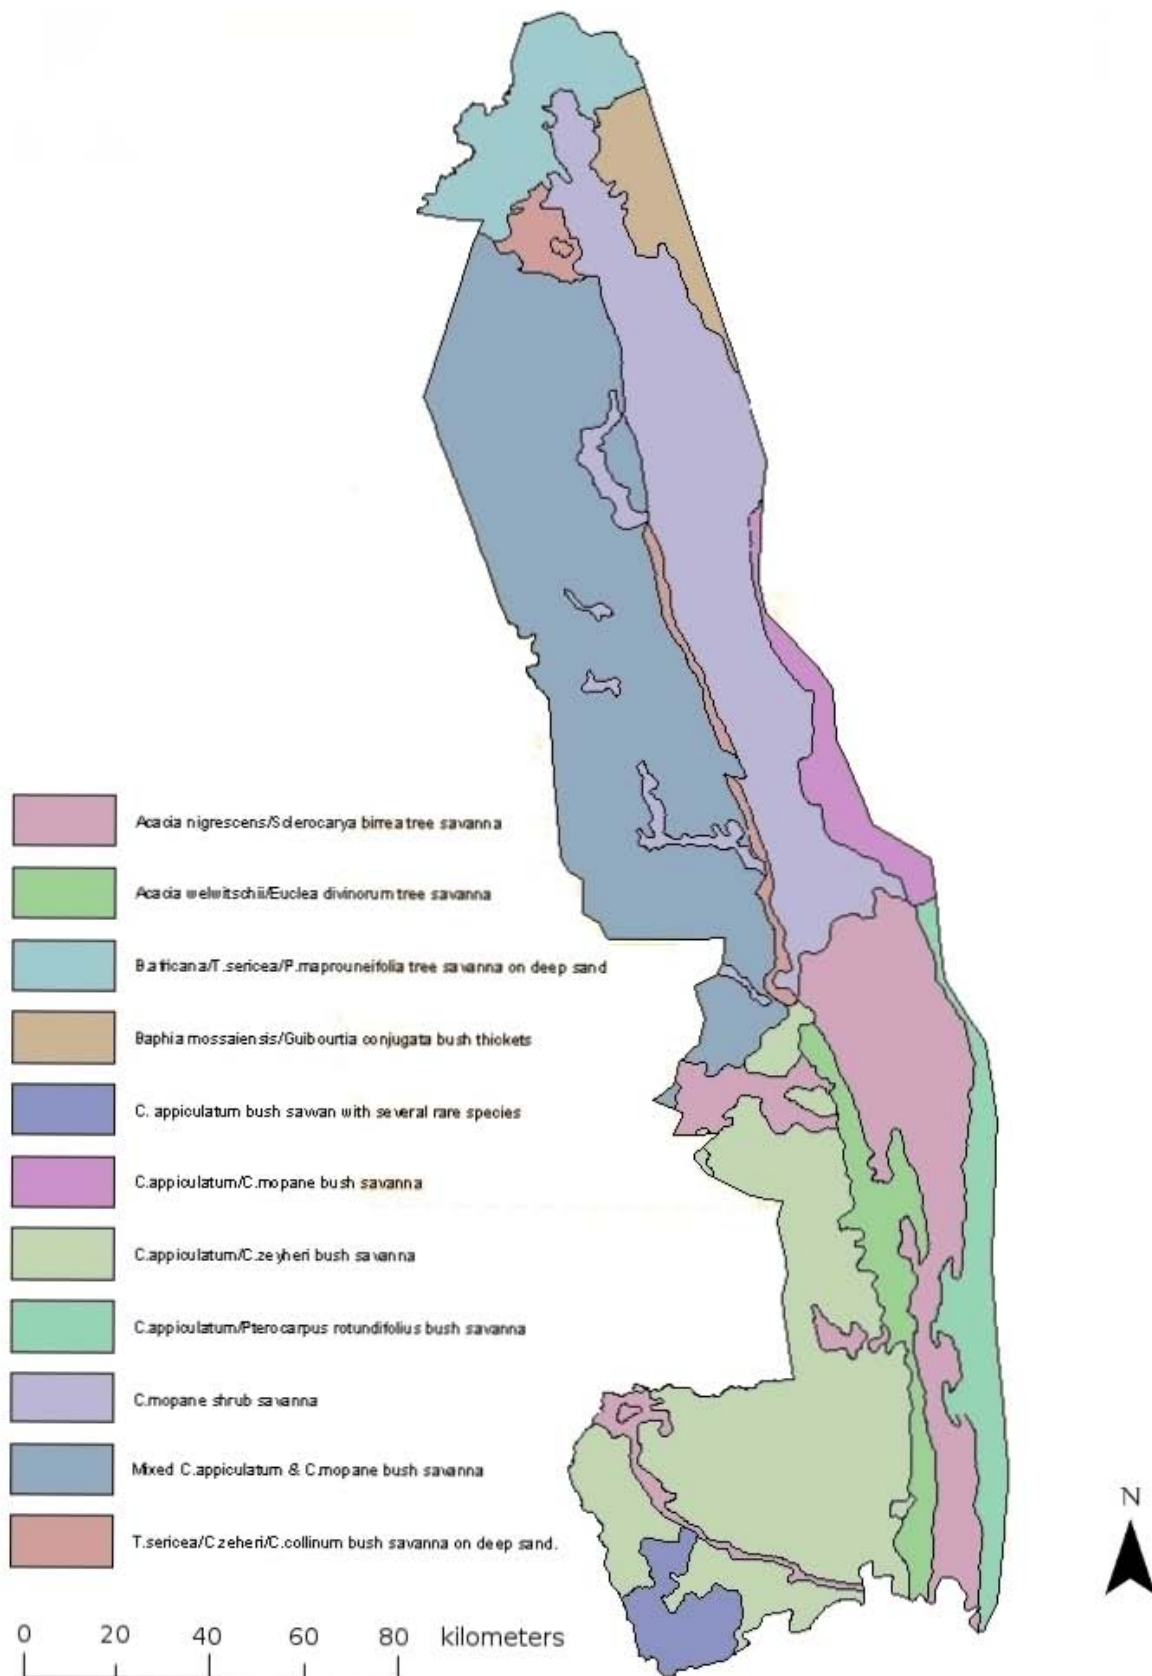 Acacia nigrescens/Sclerocarya birrea tree savanna
Acacia welwitschii/Euclea divinorum tree savanna
B.africana/T.sericea/P.maprouneifolia tree savanna on deep sand
Baphia mossaiensis/Guibourtia conjugata bush thickets
C. appiculatum bush savvan with several rare species
C.appiculatum/C.mopane bush savanna
C.appiculatum/C.zeyheri bush savanna
C.appiculatum/Pterocarpus rotundifolius bush savanna
C.mopane shrub savanna
Mixed C.appiculatum & C.mopane bush savanna
T.sericea/C.zeheri/C.collinum bush savanna on deep sand.
N
0 20 40 60 80 kilometers